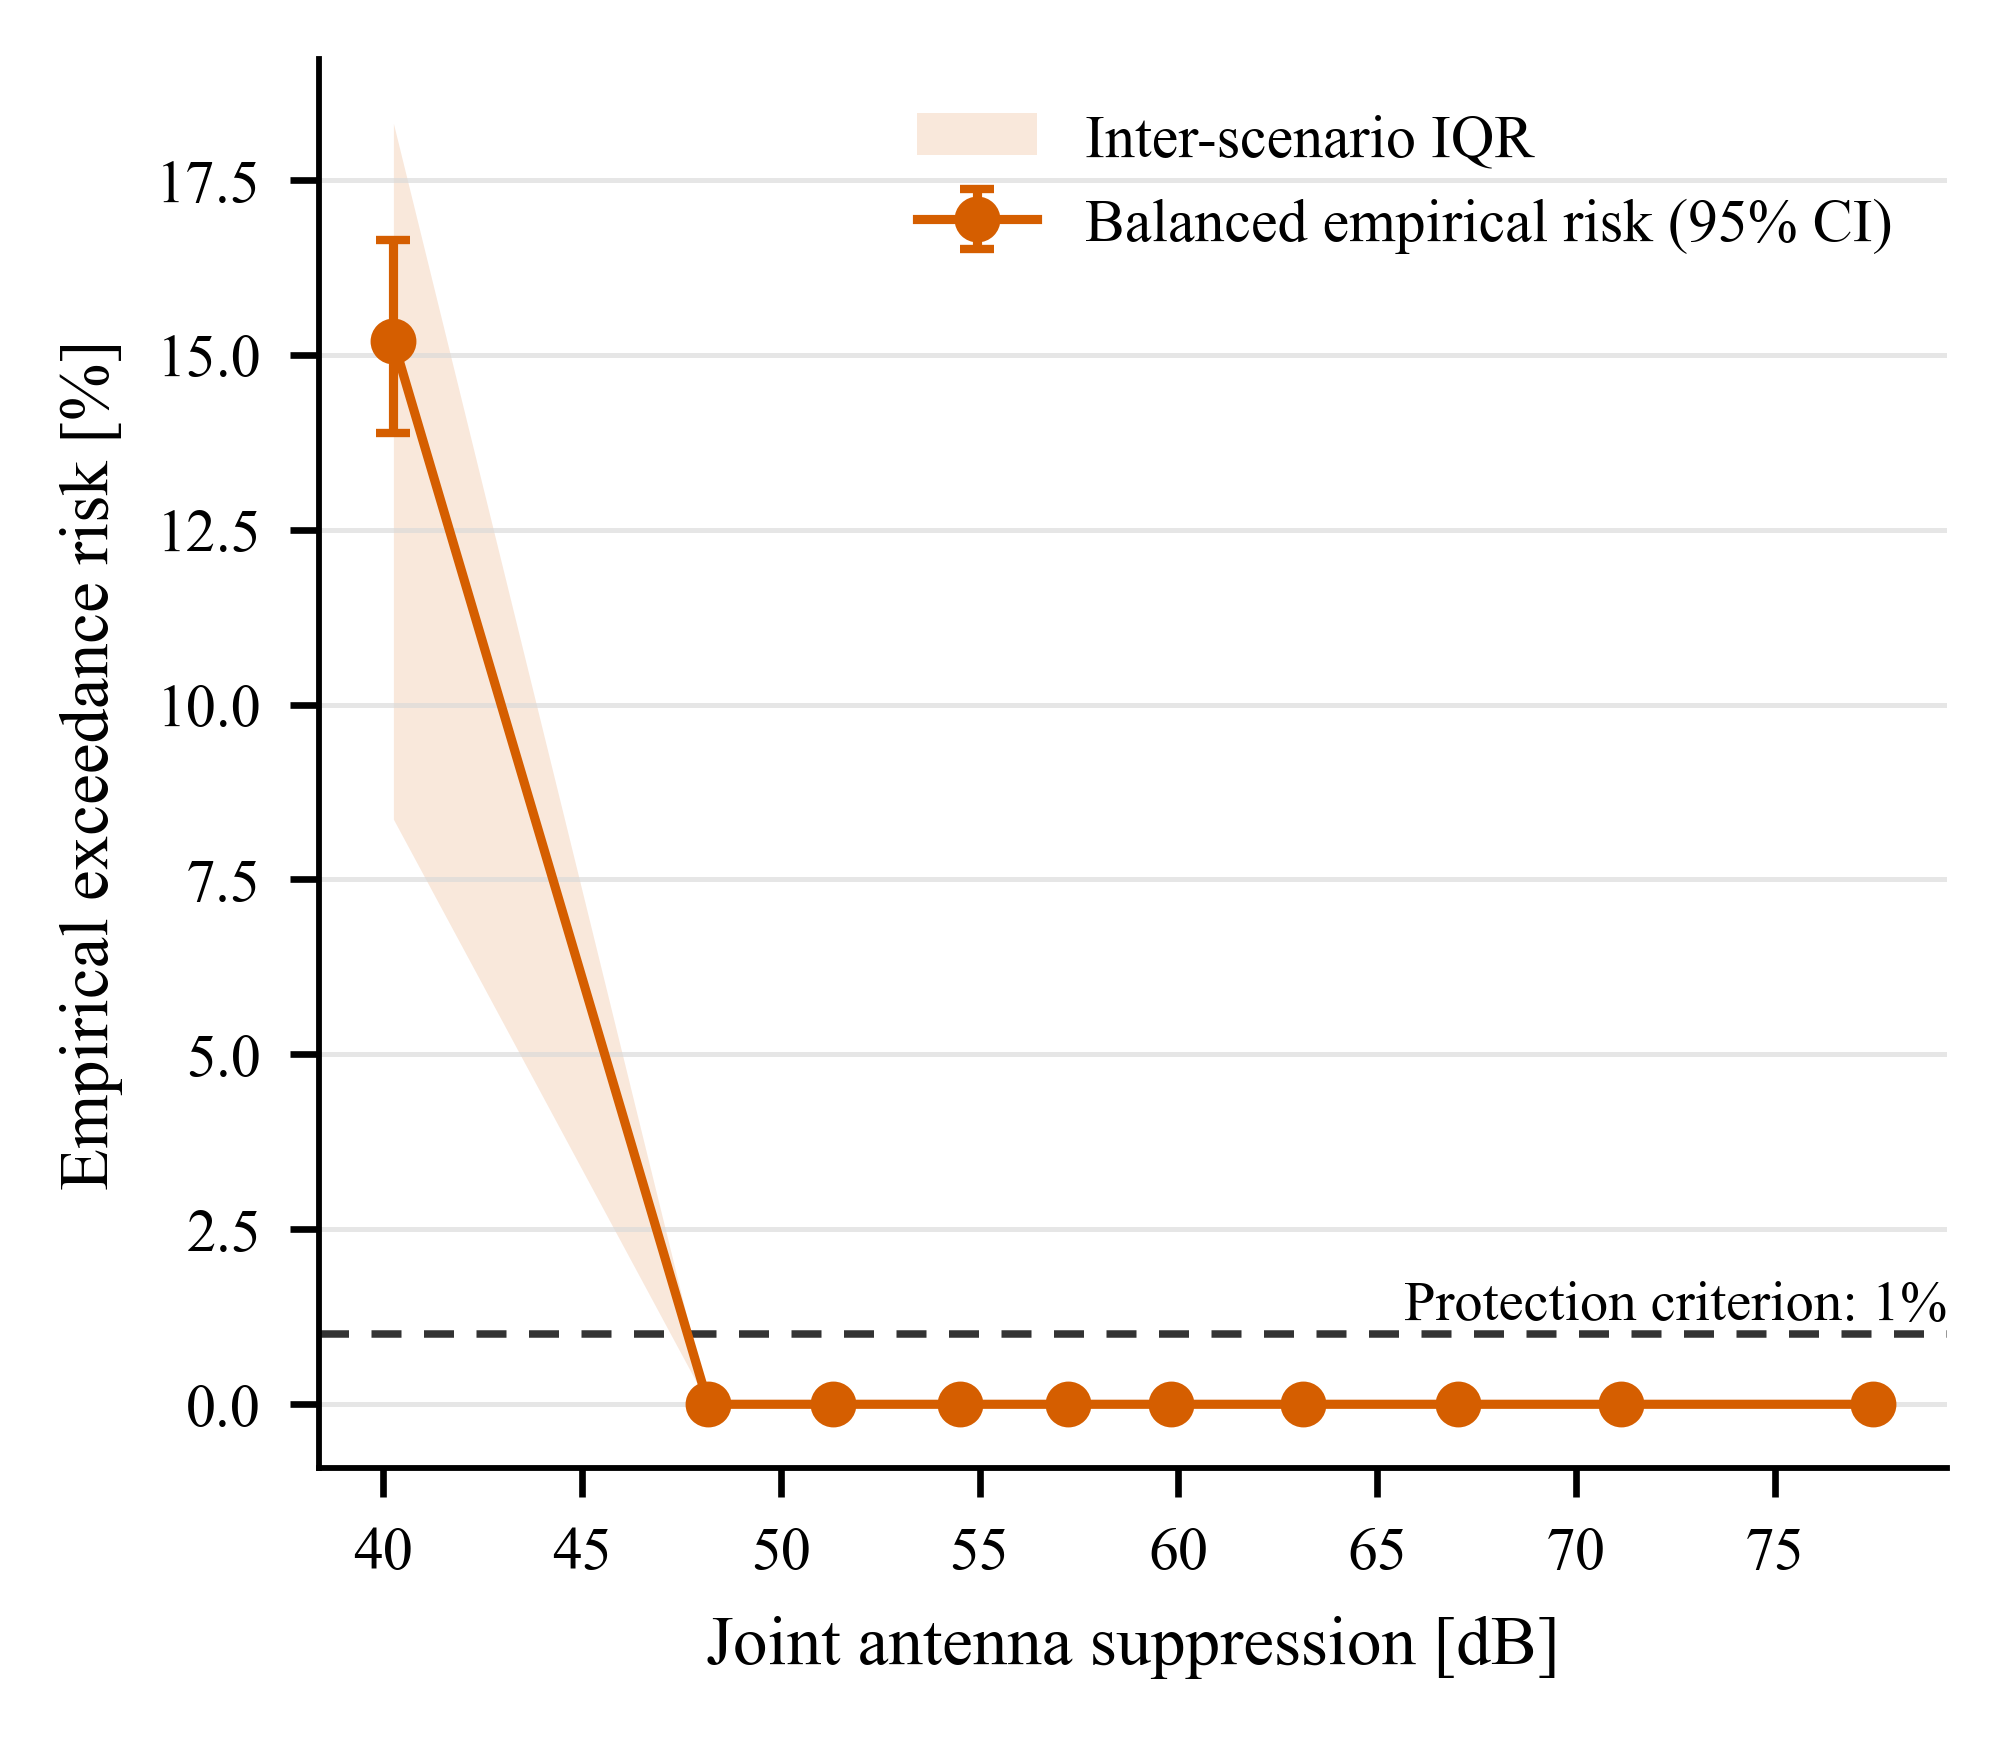 Inter-scenario IQR
Balanced empirical risk (95% CI)
17.5
15.0
12.5
10.0
7.5
5.0
2.5
0.0
Empirical exceedance risk [%]
Protection criterion: 1%
40 45 50 55 60 65 70 75
Joint antenna suppression [dB]